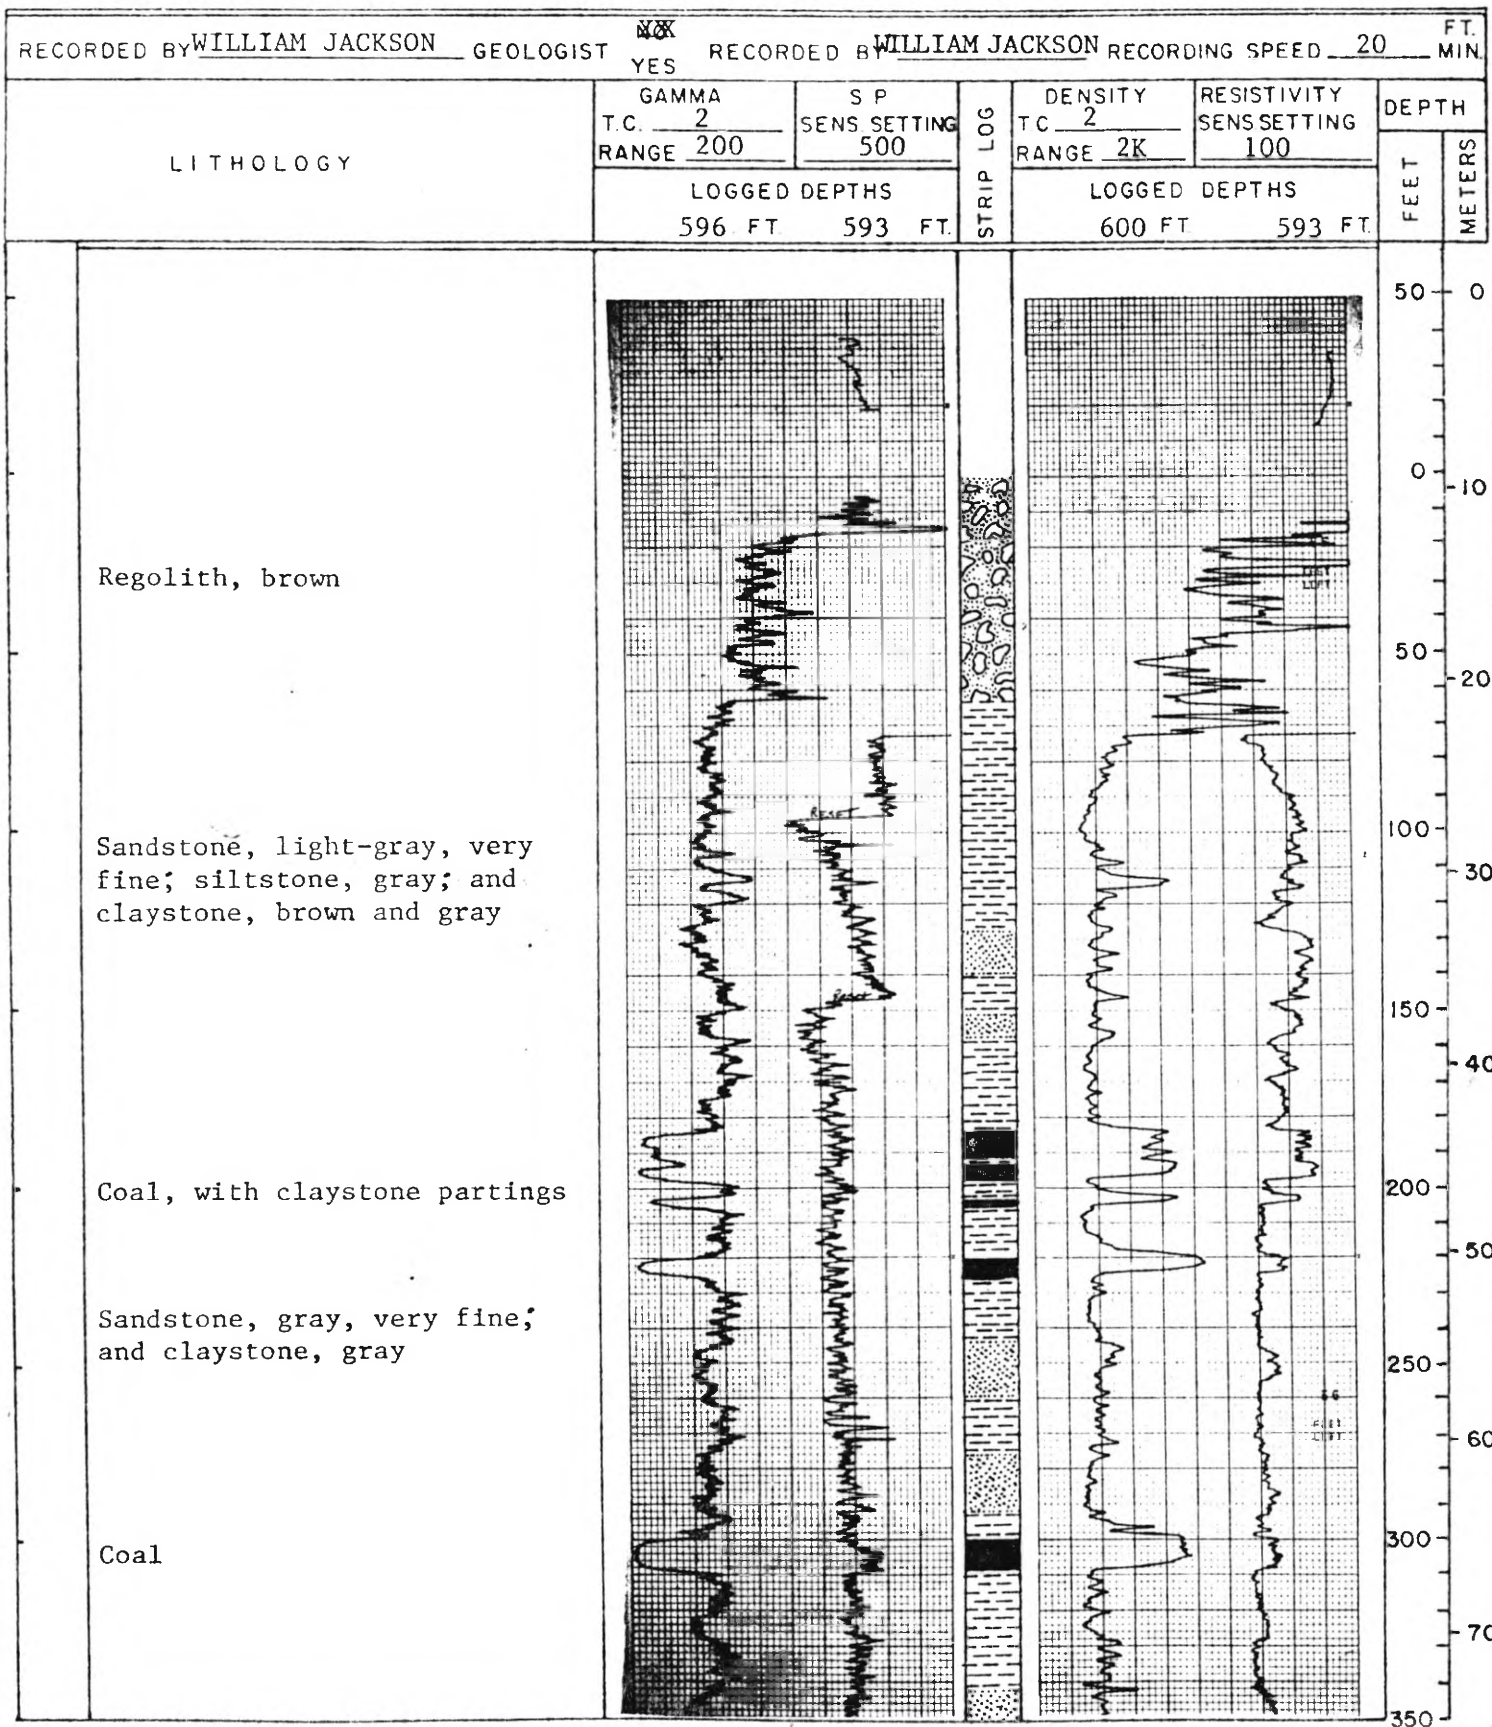 RECORDED BY WILLIAM JACKSON GEOLOGIST YES RECORDED BY WILLIAM JACKSON RECORDING SPEED 20 FT. MIN.
LITHOLOGY
GAMMA
T.C. 2
RANGE 200
S P
SENS. SETTING
500
LOGGED DEPTHS
596 FT 593 FT.
STRIP LOG
DENSITY
T C 2
RANGE 2K
RESISTIVITY
SENS SETTING
100
LOGGED DEPTHS
600 FT 593 FT.
DEPTH
FEET
METERS
50 0
0
10
Regolith, brown
50
20
RESET
100
Sandstone, light-gray, very
fine; siltstone, gray; and
claystone, brown and gray
30
Reset
150
40
Coal, with claystone partings
200
50
Sandstone, gray, very fine;
and claystone, gray
250
60
Coal
300
70
350